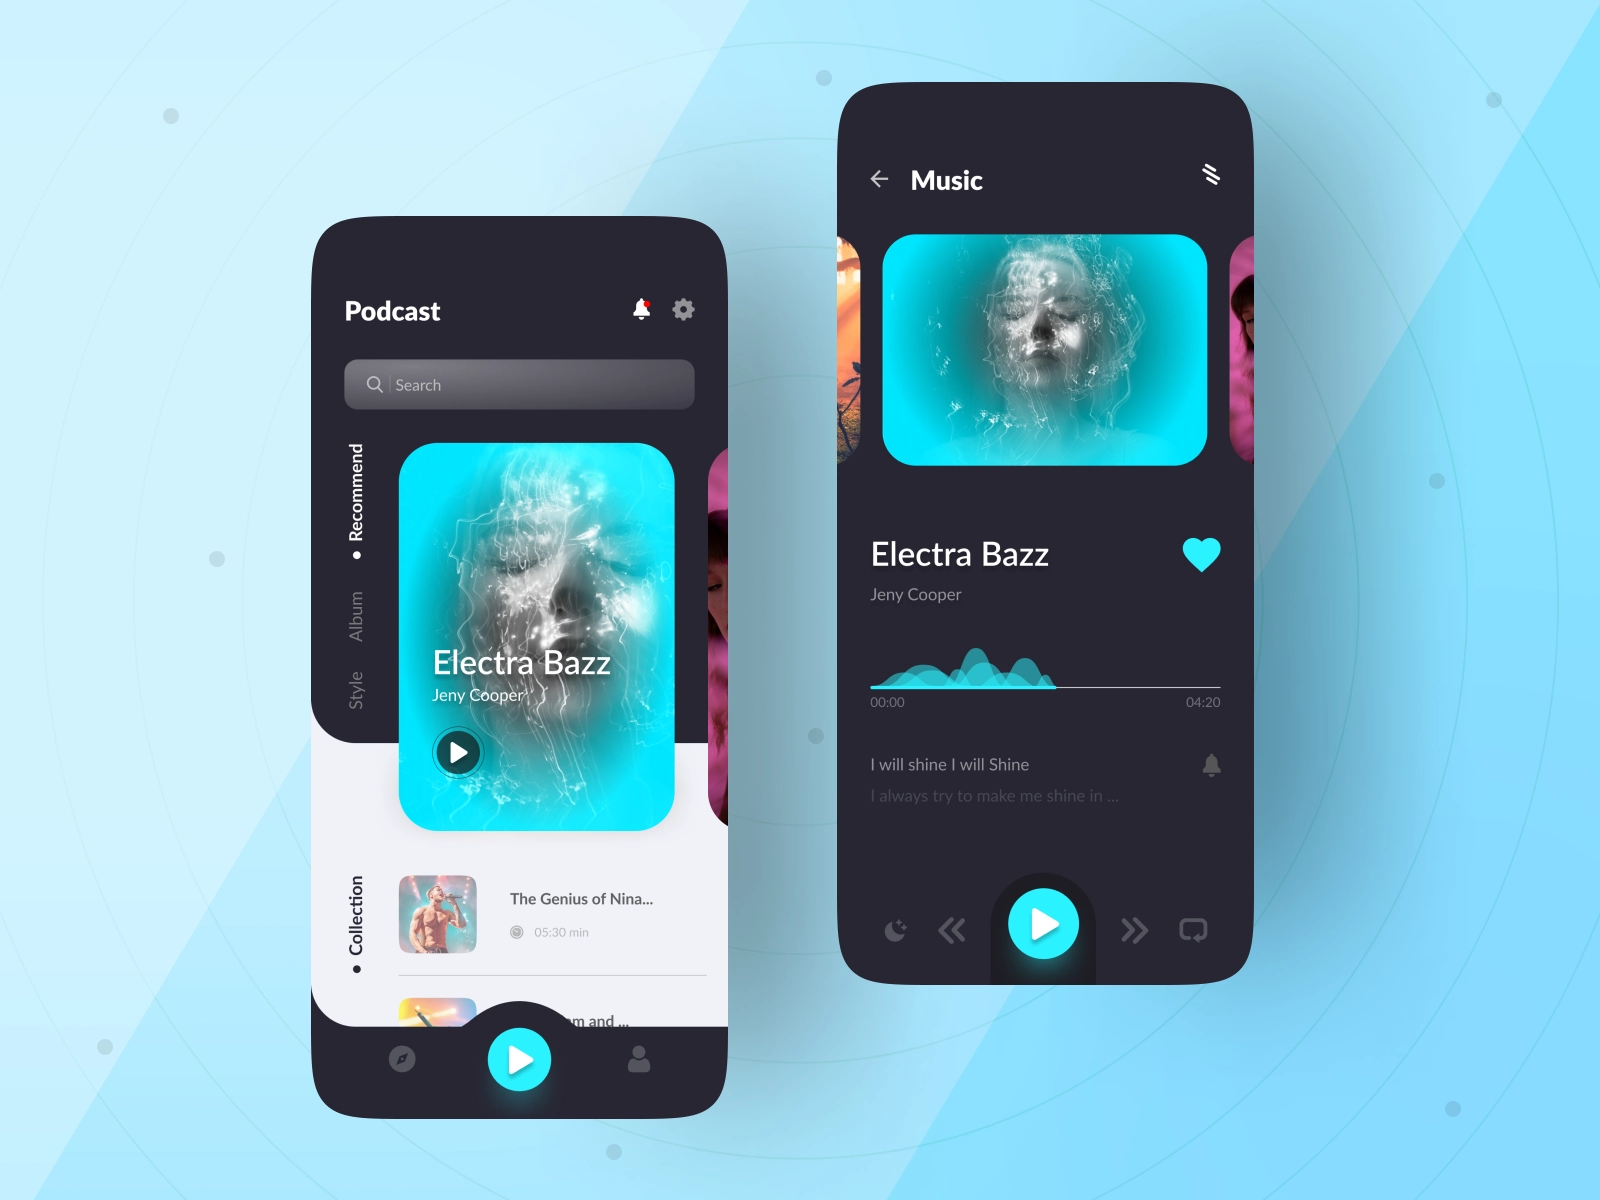 Podcast
Search
Recommend
Album
Style
Electra Bazz
Jeny Cooper
Collection
The Genius of Nina...
05:30 min
and ...
Music
Electra Bazz
Jeny Cooper
00:00
04:20
I will shine I will Shine
I always try to make me shine in ...